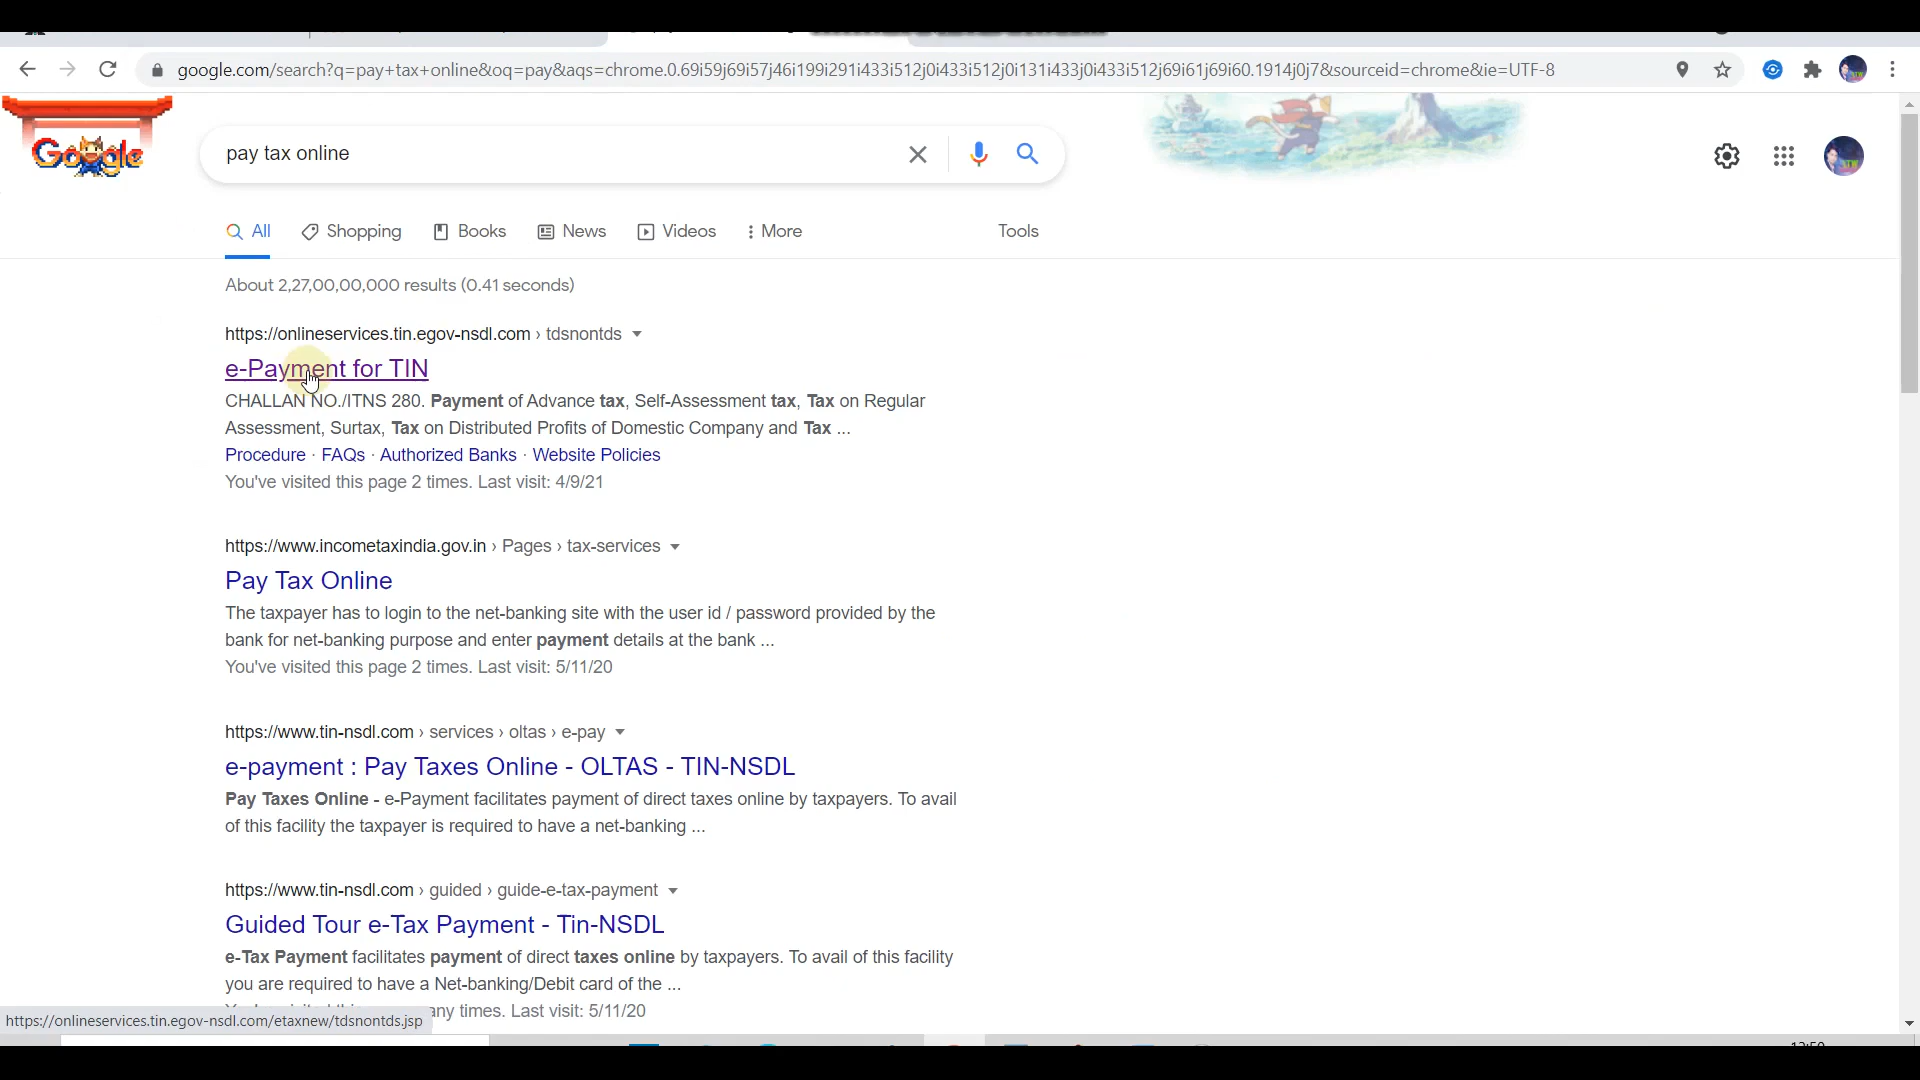 google.com/search?q=pay+tax+online&oq=pay&aqs=chrome.0.69i59j69i57j46i199i291i433i512j0i433i512j0i131i433j0i433i512j69i61j69i60.1914j0j7&sourceid=chrome&ie=UTF-8
Google
pay tax online
All Shopping Books News Videos More Tools
About 2,27,00,00,000 results (0.41 seconds)
https://onlineservices.tin.egov-nsdl.com › tdsnontds
e-Payment for TIN
CHALLAN NO./ITNS 280. Payment of Advance tax, Self-Assessment tax, Tax on Regular
Assessment, Surtax, Tax on Distributed Profits of Domestic Company and Tax ...
Procedure · FAQs · Authorized Banks · Website Policies
You've visited this page 2 times. Last visit: 4/9/21
https://www.incometaxindia.gov.in › Pages › tax-services
Pay Tax Online
The taxpayer has to login to the net-banking site with the user id / password provided by the
bank for net-banking purpose and enter payment details at the bank ...
You've visited this page 2 times. Last visit: 5/11/20
https://www.tin-nsdl.com › services › oltas › e-pay
e-payment : Pay Taxes Online - OLTAS - TIN-NSDL
Pay Taxes Online - e-Payment facilitates payment of direct taxes online by taxpayers. To avail
of this facility the taxpayer is required to have a net-banking ...
https://www.tin-nsdl.com › guided › guide-e-tax-payment
Guided Tour e-Tax Payment - Tin-NSDL
e-Tax Payment facilitates payment of direct taxes online by taxpayers. To avail of this facility
you are required to have a Net-banking/Debit card of the ...
times. Last visit: 5/11/20
https://onlineservices.tin.egov-nsdl.com/etaxnew/tdsnontds.jsp